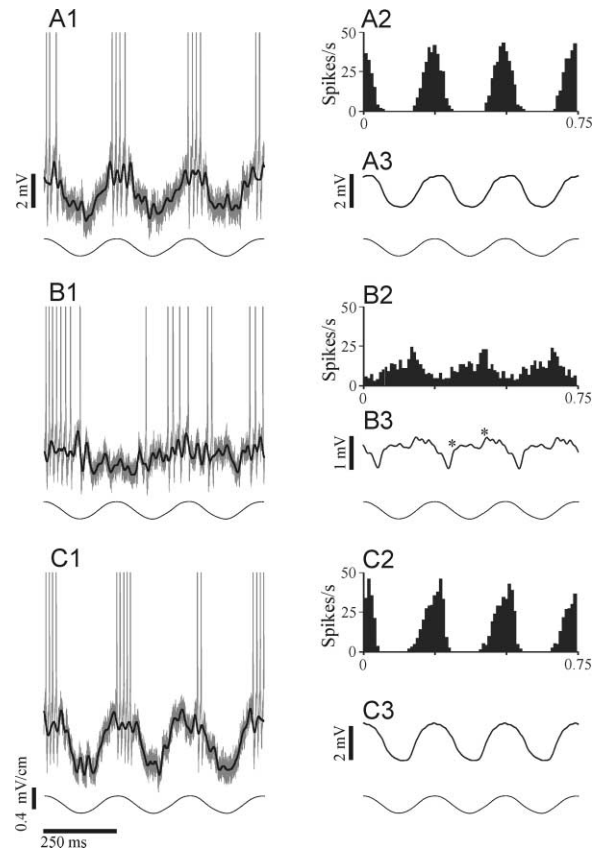 A1
2 mV
A2
Spikes/s
50
25
0
0
0.75
A3
2 mV
B1
B2
Spikes/s
50
25
0
0
0.75
B3
1 mV
*
*
C1
0.4 mV/cm
250 ms
C2
Spikes/s
50
25
0
0
0.75
C3
2 mV